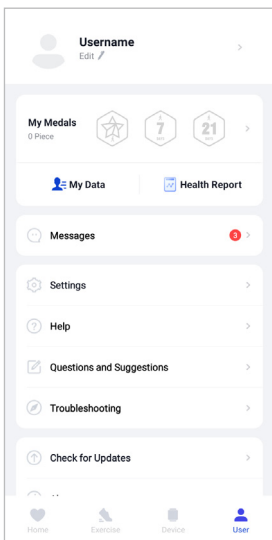 Username
Edit
My Medals
0 Piece
7
21
My Data
Health Report
Messages
3
Settings
Help
Questions and Suggestions
Troubleshooting
Check for Updates
Home
Exercise
Device
User